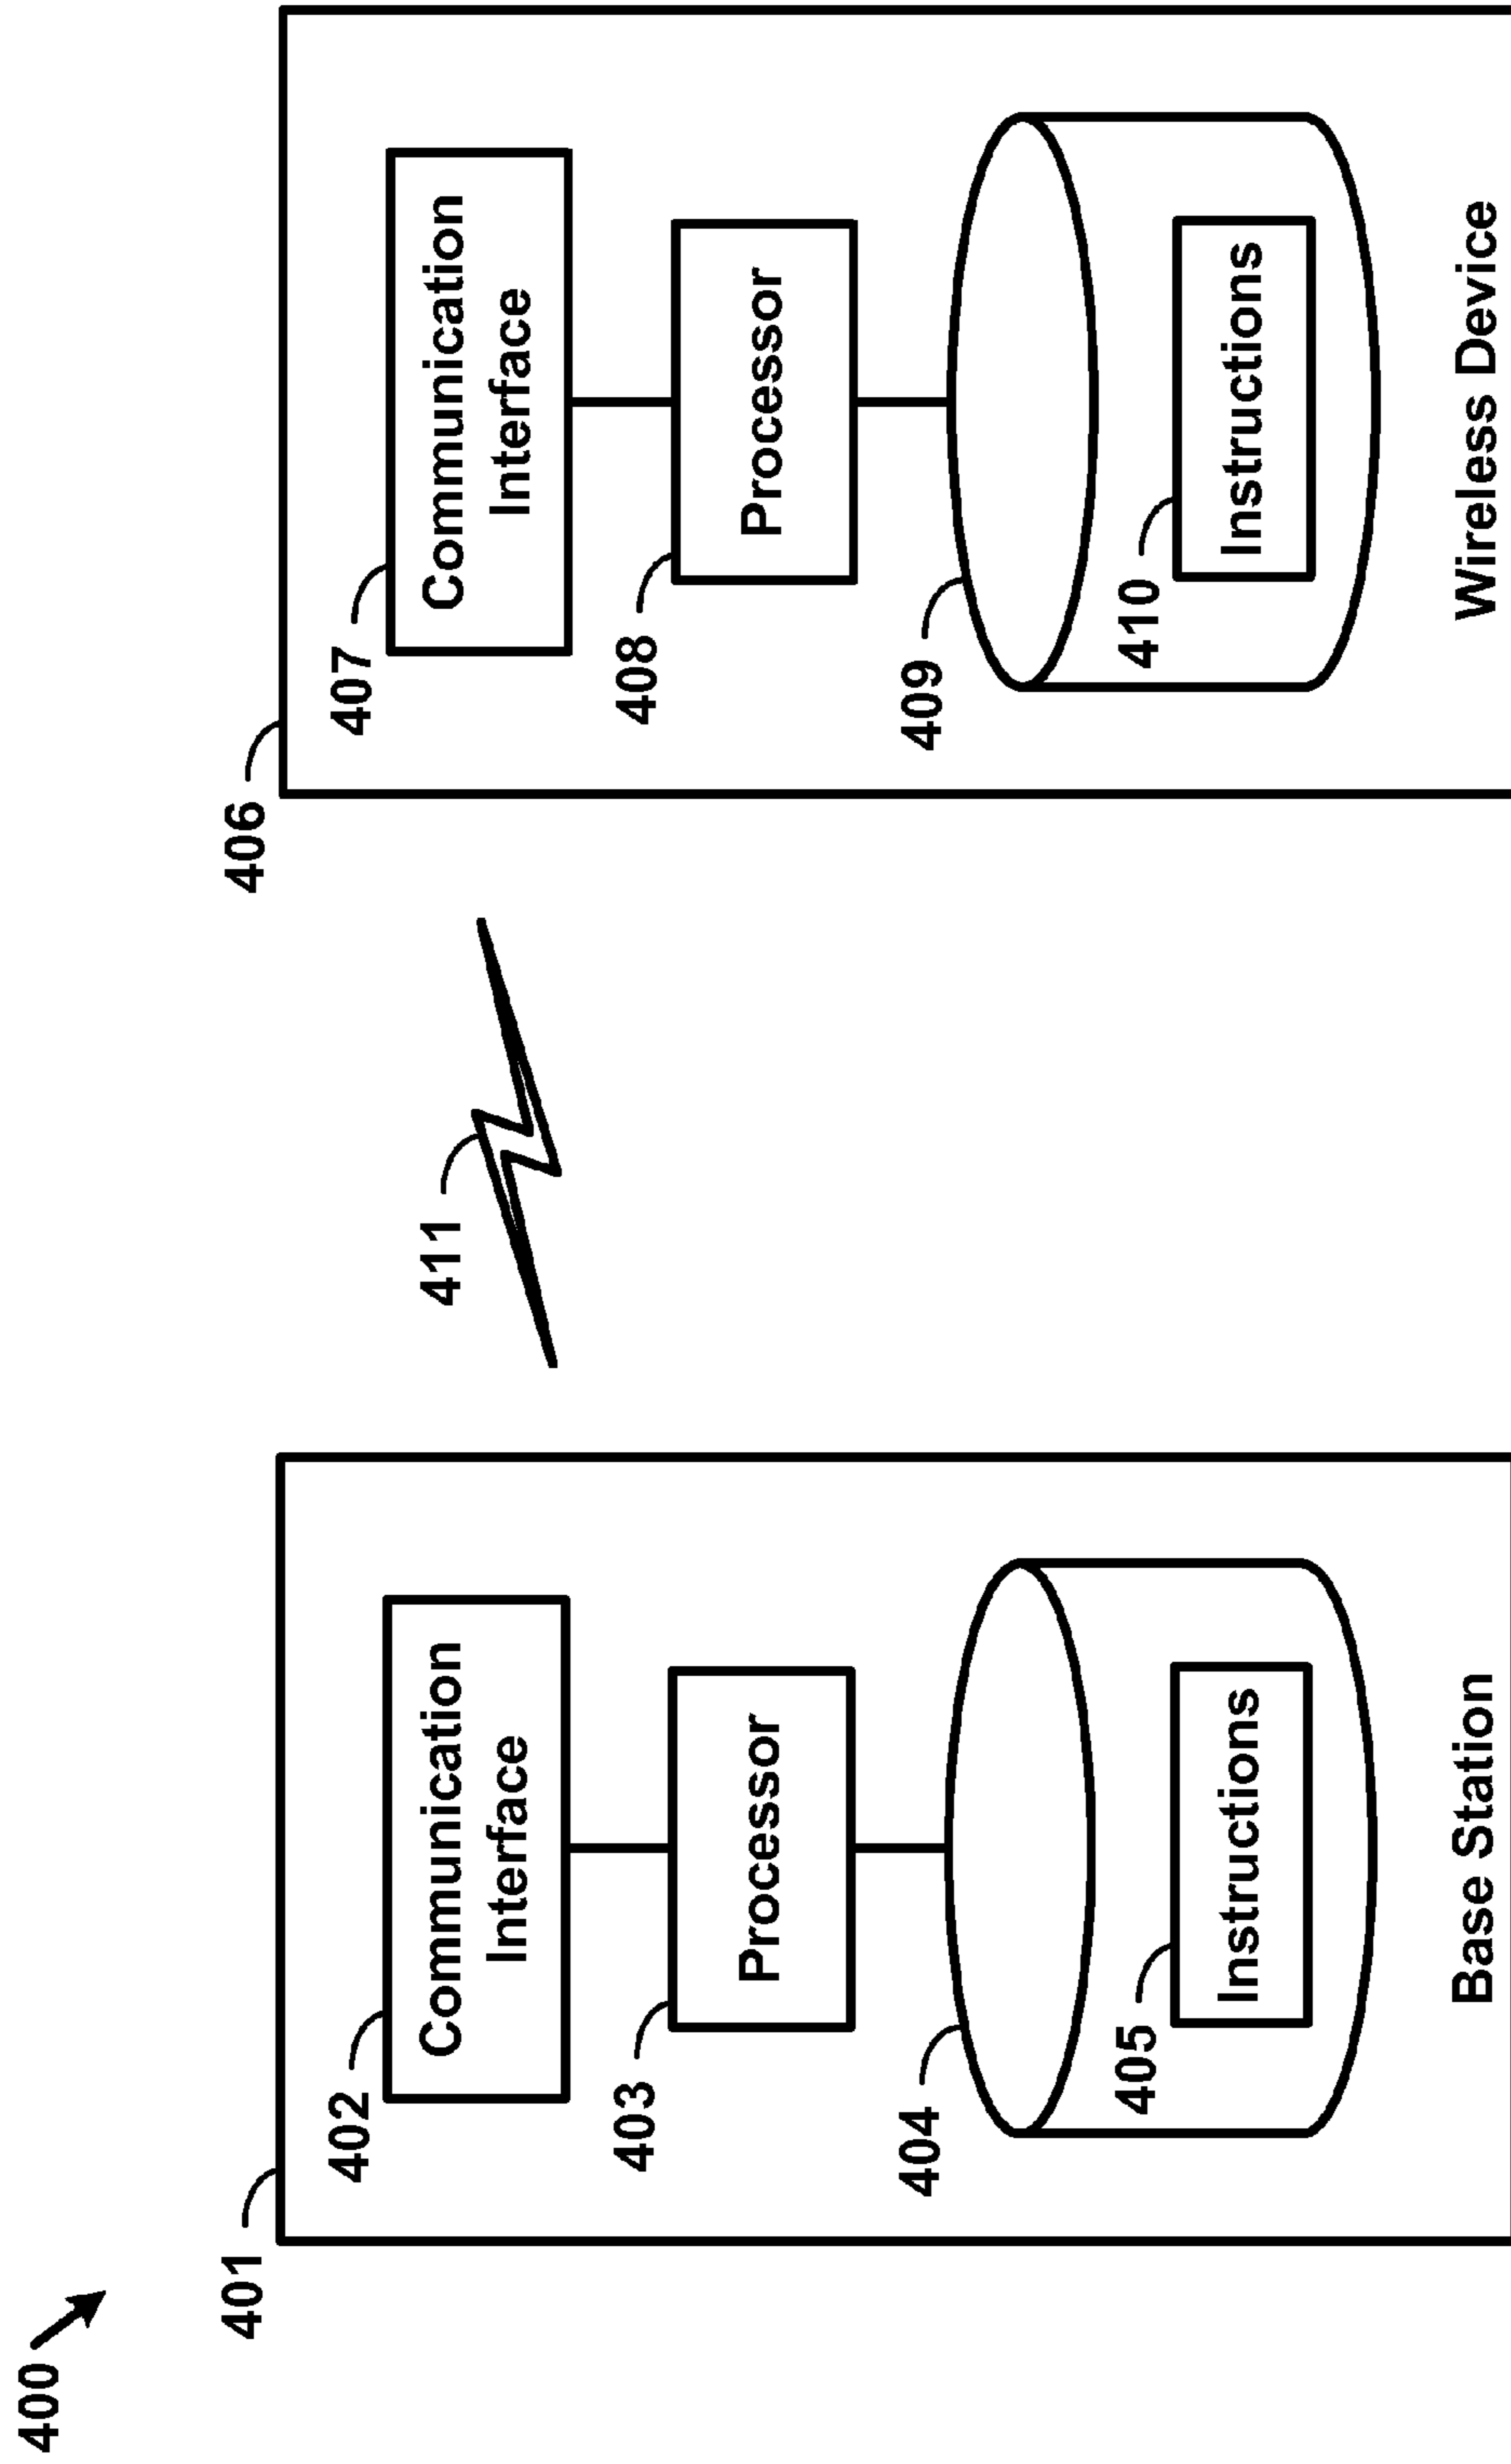 400
401
402
Communication
Interface
403
Processor
404
405
Instructions
Base Station
411
406
407
Communication
Interface
408
Processor
409
410
Instructions
Wireless Device